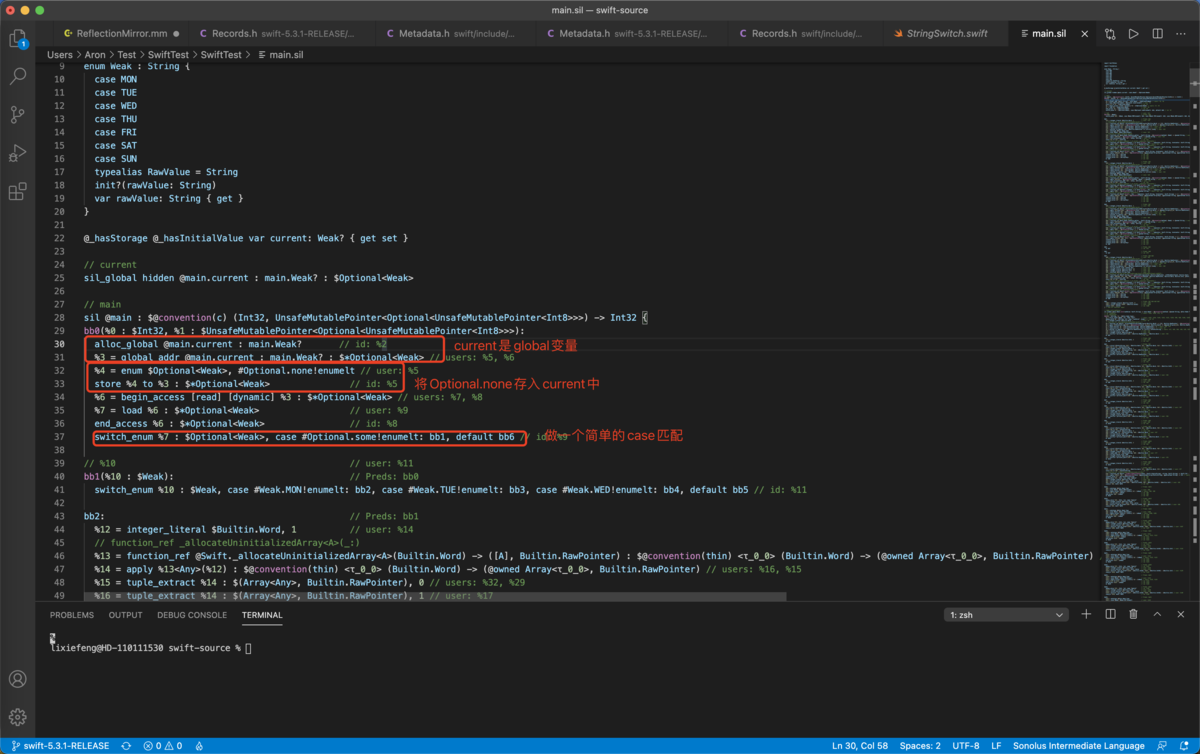 main.sil — swift-source
ReflectionMirror.mm
C Records.h swift-5.3.1-RELEASE/...
C Metadata.h swift/include/...
C Metadata.h swift-5.3.1-RELEASE/...
C Records.h swift/include/...
StringSwitch.swift
main.sil
Users > Aron > Test > SwiftTest > SwiftTest > main.sil
9 enum Weak : String {
10 case MON
11 case TUE
12 case WED
13 case THU
14 case FRI
15 case SAT
16 case SUN
17 typealias RawValue = String
18 init?(rawValue: String)
19 var rawValue: String { get }
20 }
21
22 @_hasStorage @_hasInitialValue var current: Weak? { get set }
23
24 // current
25 sil_global hidden @main.current : main.Weak? : $Optional<Weak>
26
27 // main
28 sil @main : $@convention(c) (Int32, UnsafeMutablePointer<Optional<UnsafeMutablePointer<Int8>>>) -> Int32 {
29 bb0(%0 : $Int32, %1 : $UnsafeMutablePointer<Optional<UnsafeMutablePointer<Int8>>>):
30 alloc_global @main.current : main.Weak? // id: %2
current是global变量
31 %3 = global_addr @main.current : main.Weak? : $*Optional<Weak> // users: %5, %6
32 %4 = enum $Optional<Weak>, #Optional.none!enumelt // user: %5
33 store %4 to %3 : $*Optional<Weak> // id: %5
将Optional.none存入current中
34 %6 = begin_access [read] [dynamic] %3 : $*Optional<Weak> // users: %7, %8
35 %7 = load %6 : $*Optional<Weak> // user: %9
36 end_access %6 : $*Optional<Weak> // id: %8
37 switch_enum %7 : $Optional<Weak>, case #Optional.some!enumelt: bb1, default bb6 // id: %9
做一个简单的case匹配
38
39 // %10 // user: %11
40 bb1(%10 : $Weak): // Preds: bb0
41 switch_enum %10 : $Weak, case #Weak.MON!enumelt: bb2, case #Weak.TUE!enumelt: bb3, case #Weak.WED!enumelt: bb4, default bb5 // id: %11
42
43 bb2: // Preds: bb1
44 %12 = integer_literal $Builtin.Word, 1 // user: %14
45 // function_ref _allocateUninitializedArray<A>(_:)
46 %13 = function_ref @Swift._allocateUninitializedArray<A>(Builtin.Word) -> ([A], Builtin.RawPointer) : $@convention(thin) <τ_0_0> (Builtin.Word) -> (@owned Array<τ_0_0>, Builtin.RawPointer)
47 %14 = apply %13<Any>(%12) : $@convention(thin) <τ_0_0> (Builtin.Word) -> (@owned Array<τ_0_0>, Builtin.RawPointer) // users: %16, %15
48 %15 = tuple_extract %14 : $(Array<Any>, Builtin.RawPointer), 0 // users: %32, %29
49 %16 = tuple_extract %14 : $(Array<Any>, Builtin.RawPointer), 1 // user: %17
PROBLEMS OUTPUT DEBUG CONSOLE TERMINAL
1: zsh
lixiefeng@HD-110111530 swift-source %
swift-5.3.1-RELEASE 0 0
Ln 30, Col 58 Spaces: 2 UTF-8 LF Sonolus Intermediate Language